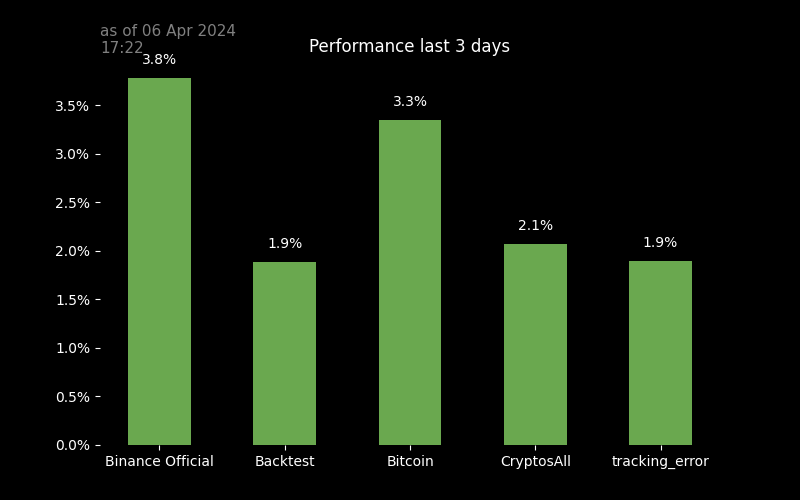 as of 06 Apr 2024
17:22
Performance last 3 days
3.8%
1.9%
3.3%
2.1%
1.9%
3.5%
3.0%
2.5%
2.0%
1.5%
1.0%
0.5%
0.0%
Binance Official
Backtest
Bitcoin
CryptosAll
tracking_error